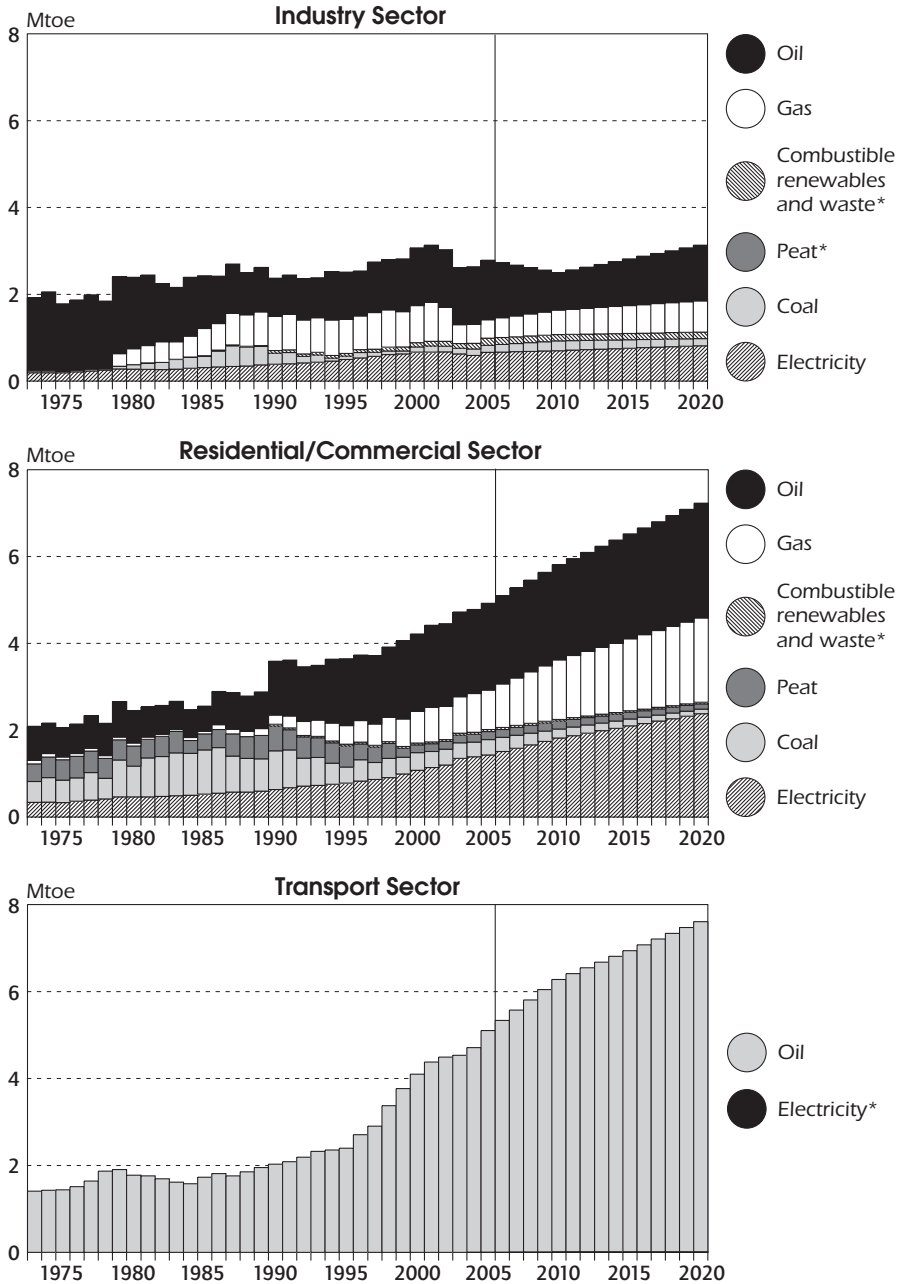 Industry Sector
Mtoe
8
6
4
2
0
1975 1980 1985 1990 1995 2000 2005 2010 2015 2020
Oil
Gas
Combustible
renewables
and waste*
Peat*
Coal
Electricity
Residential/Commercial Sector
Mtoe
8
6
4
2
0
1975 1980 1985 1990 1995 2000 2005 2010 2015 2020
Oil
Gas
Combustible
renewables
and waste*
Peat
Coal
Electricity
Transport Sector
Mtoe
8
6
4
2
0
1975 1980 1985 1990 1995 2000 2005 2010 2015 2020
Oil
Electricity*